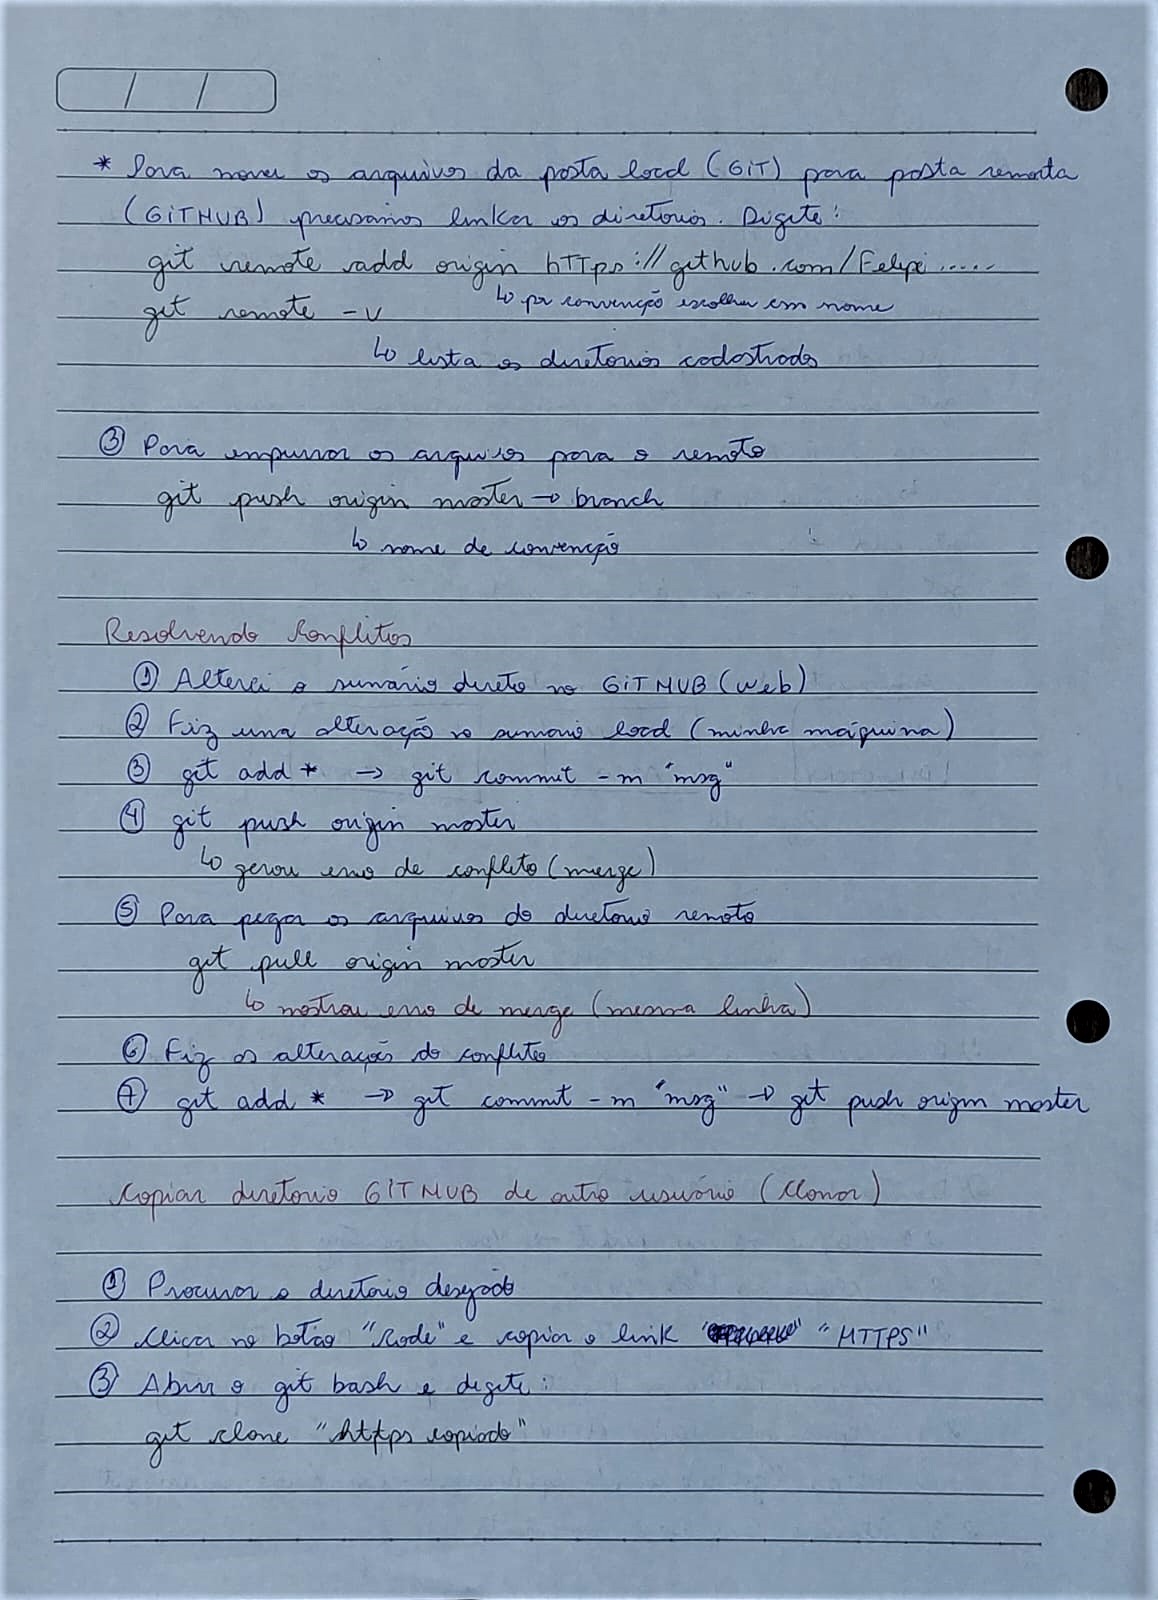 * Para mover os arquivos da pasta local (GIT) para pasta remota
(GITHUB) precisamos linkar os diretórios. Digite:
git remote add origin https://github.com/Felipe.....
↳ por convenção escolher esse nome
git remote -v
↳ lista os diretórios cadastrados
③ Para empurrar os arquivos para o remoto
git push origin master → branch
↳ nome de convenção
Resolvendo Conflitos
① Alterei o sumário direto no GITHUB (web)
② Fiz uma alteração no sumario local (minha máquina)
③ git add * → git commit -m "msg"
④ git push origin master
↳ gerou erro de conflito (merge)
⑤ Para pegar os arquivos do diretório remoto
git pull origin master
↳ mostrou erro de merge (mesma linha)
⑥ Fiz as alterações do conflito
⑦ git add * → git commit -m "msg" → git push origin master
Copiar diretorio GITHUB de outro usuário (Clonar)
① Procurar o diretorio desejado
② Clicar no botão "code" e copiar o link "HTTPS"
③ Abrir o git bash e digite:
git clone "https copiado"